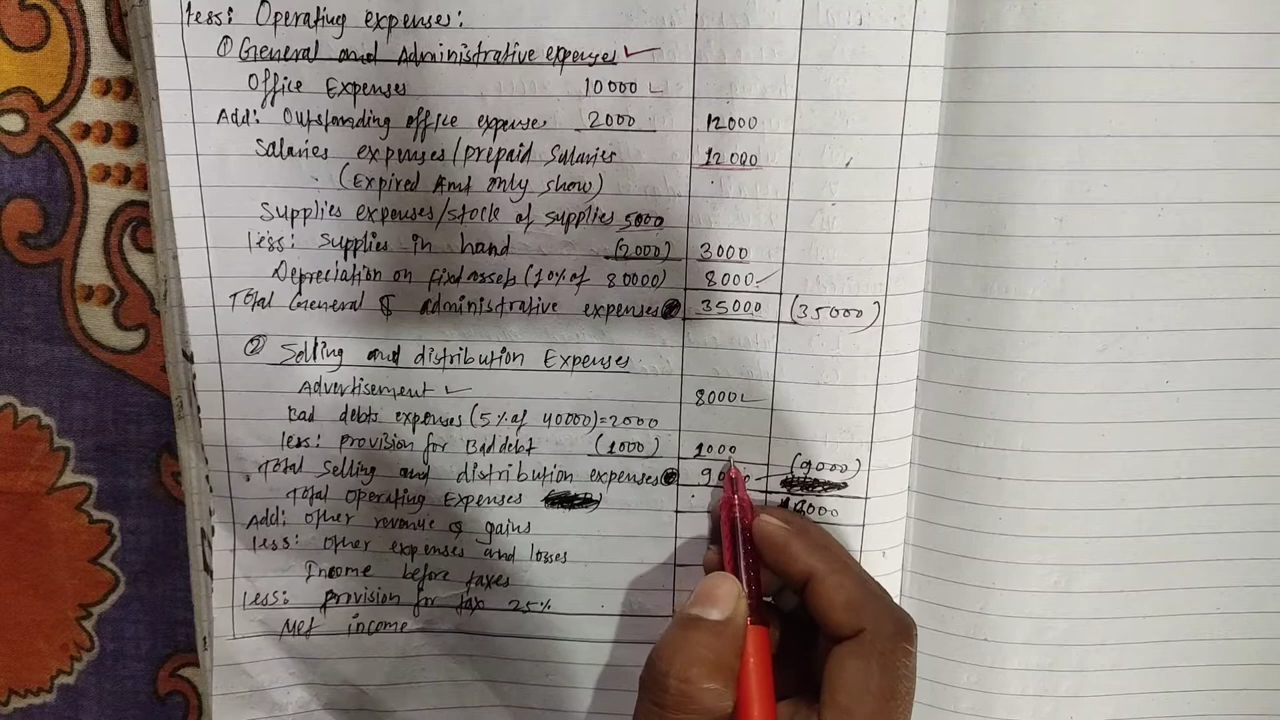 less: Operating expenses:
① General and Administrative expenses ✓
Office Expenses 10000
Add: Outstanding office expense 2000 12000
Salaries expenses/prepaid salaries 12000
(Expired Amt only show)
Supplies expenses/stock of supplies 5000
less: Supplies in hand (2000) 3000
Depreciation on fixed assets (10% of 80000) 8000
Total General & administrative expenses 35000 (35000)
② Selling and distribution Expenses
Advertisement ✓ 8000
Bad debts expenses (5% of 40000)=2000
less: provision for Bad debt (1000) 1000
Total Selling and distribution expenses (9000)
Total Operating Expenses
Add: Other revenue & gains
less: Other expenses and losses
Income before taxes
less: provision for tax 25%
Net income